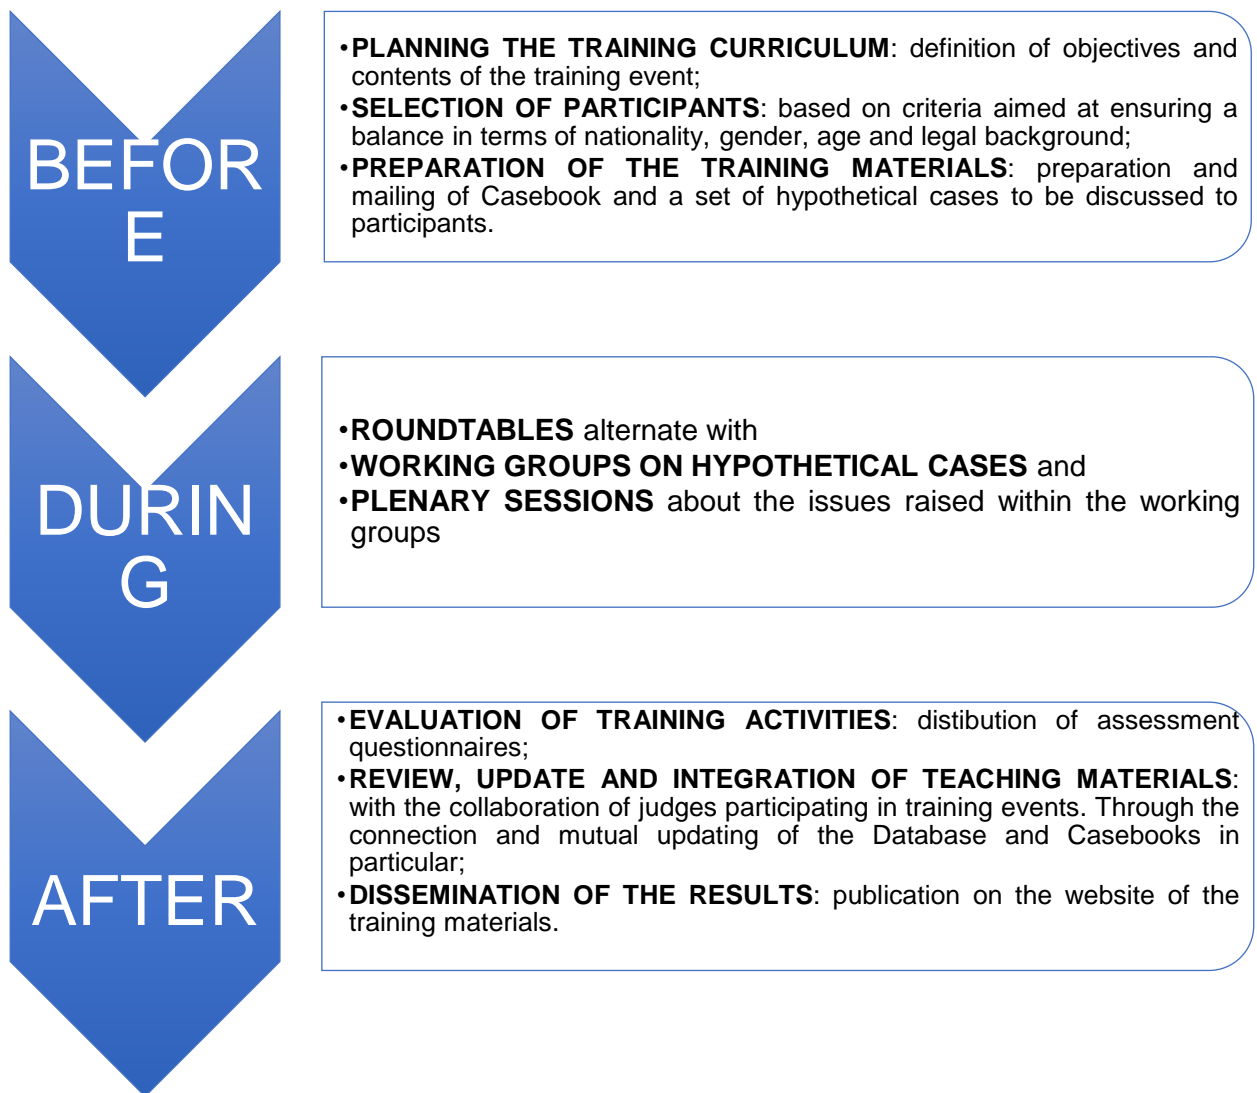 BEFOR
E
•PLANNING THE TRAINING CURRICULUM: definition of objectives and
contents of the training event;
•SELECTION OF PARTICIPANTS: based on criteria aimed at ensuring a
balance in terms of nationality, gender, age and legal background;
•PREPARATION OF THE TRAINING MATERIALS: preparation and
mailing of Casebook and a set of hypothetical cases to be discussed to
participants.
DURIN
G
•ROUNDTABLES alternate with
•WORKING GROUPS ON HYPOTHETICAL CASES and
•PLENARY SESSIONS about the issues raised within the working
groups
AFTER
•EVALUATION OF TRAINING ACTIVITIES: distibution of assessment
questionnaires;
•REVIEW, UPDATE AND INTEGRATION OF TEACHING MATERIALS:
with the collaboration of judges participating in training events. Through the
connection and mutual updating of the Database and Casebooks in
particular;
•DISSEMINATION OF THE RESULTS: publication on the website of the
training materials.